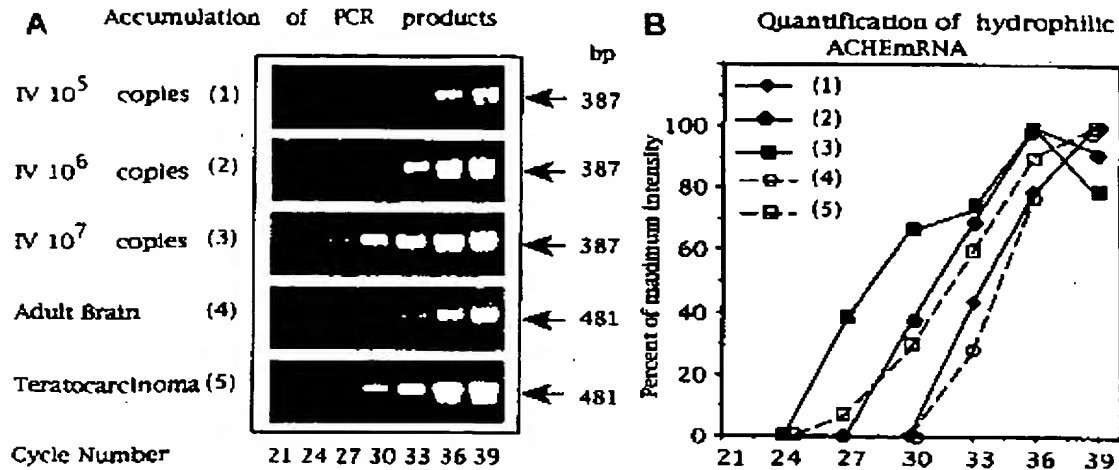 A Accumulation of PCR products
bp
IV 10^5 copies (1) 387
IV 10^6 copies (2) 387
IV 10^7 copies (3) 387
Adult Brain (4) 481
Teratocarcinoma (5) 481
Cycle Number 21 24 27 30 33 36 39
B Quantification of hydrophilic
ACHEmRNA
(1)
(2)
(3)
(4)
(5)
Percent of maximum intensity
100
80
60
40
20
0
21 24 27 30 33 36 39